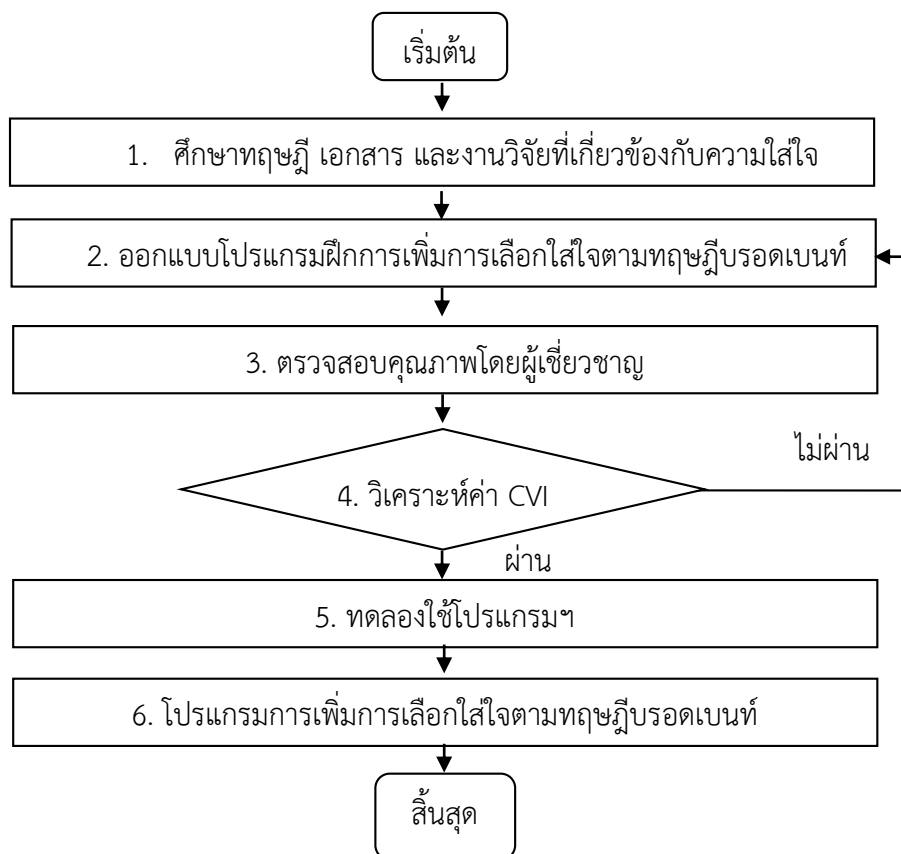 เริ่มต้น
1. ศึกษาทฤษฎี เอกสาร และงานวิจัยที่เกี่ยวข้องกับความใส่ใจ
2. ออกแบบโปรแกรมฝึกการเพิ่มการเลือกใส่ใจตามทฤษฎีบรอดเบนท์
3. ตรวจสอบคุณภาพโดยผู้เชี่ยวชาญ
ไม่ผ่าน
4. วิเคราะห์ค่า CVI
ผ่าน
5. ทดลองใช้โปรแกรมฯ
6. โปรแกรมการเพิ่มการเลือกใส่ใจตามทฤษฎีบรอดเบนท์
สิ้นสุด